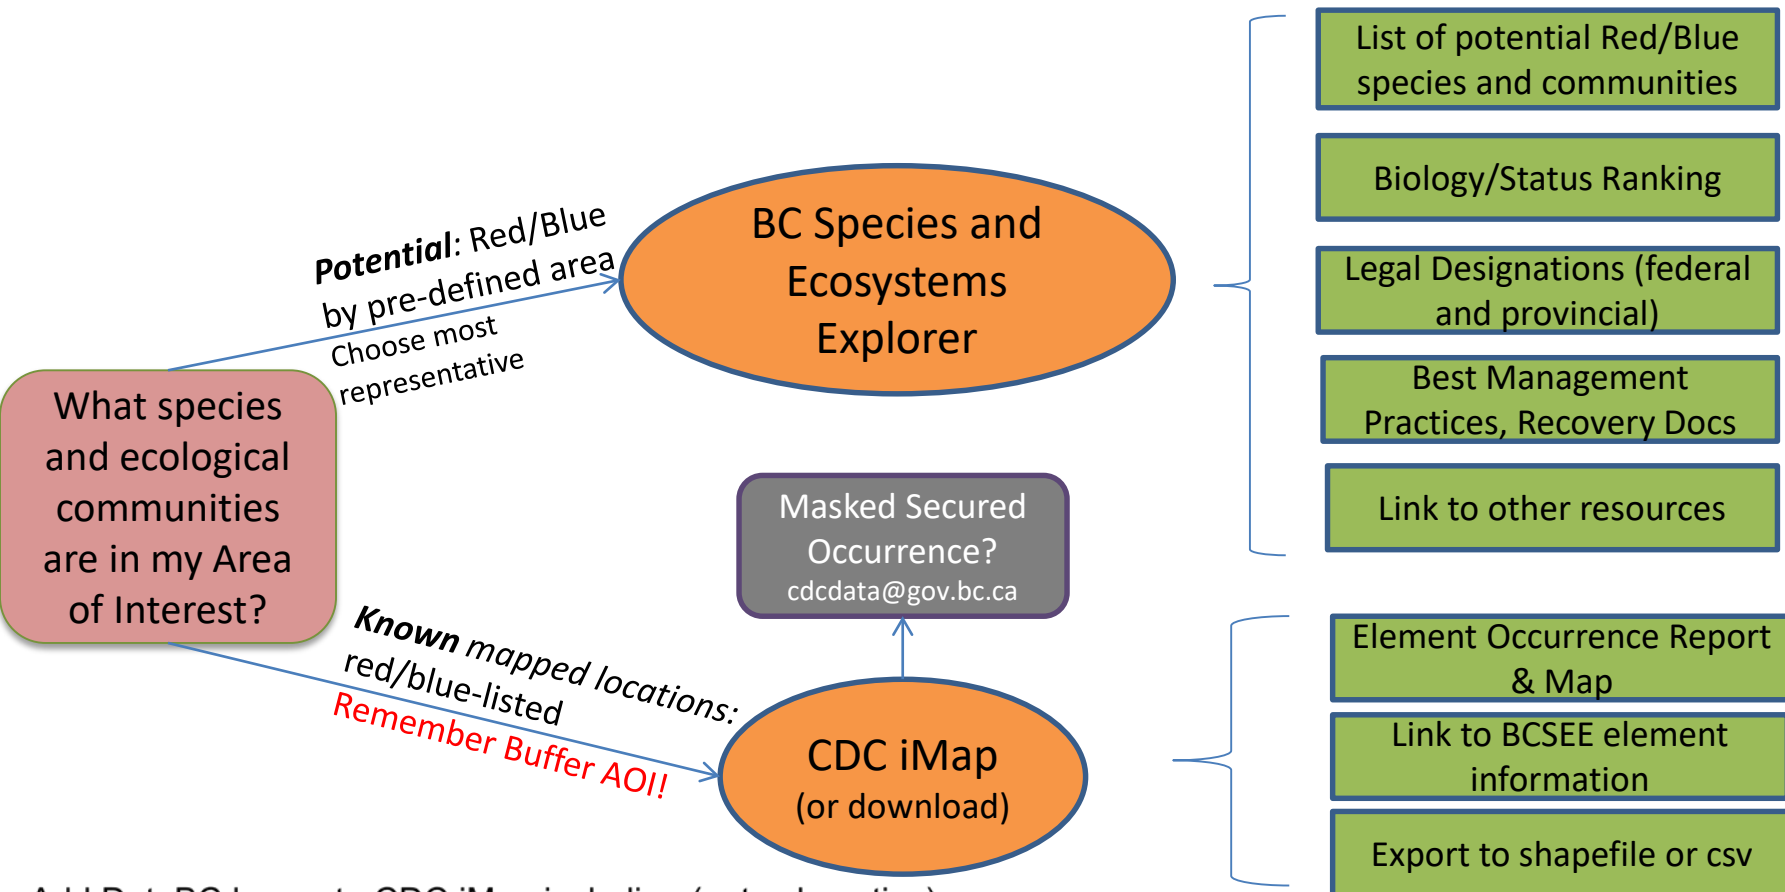 What species
and ecological
communities
are in my Area
of Interest?
Potential: Red/Blue
by pre-defined area
Choose most
representative
BC Species and
Ecosystems
Explorer
List of potential Red/Blue
species and communities
Biology/Status Ranking
Legal Designations (federal
and provincial)
Best Management
Practices, Recovery Docs
Link to other resources
Known mapped locations:
red/blue-listed
Remember Buffer AOI!
Masked Secured
Occurrence?
cdcdata@gov.bc.ca
CDC iMap
(or download)
Element Occurrence Report
& Map
Link to BCSEE element
information
Export to shapefile or csv